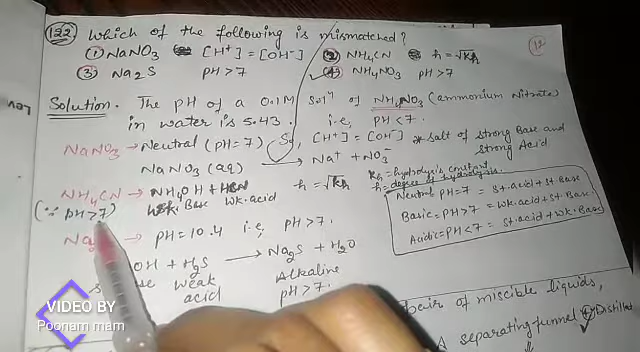 (122) Which of the following is mismatched?
(1) NaNO3 [H+] = [OH-] (2) NH4CN h = √Kh
(3) Na2S PH >7 (4) NH4NO3 PH >7
Solution. The PH of a 0.1M Solⁿ of NH4NO3 (ammonium Nitrate)
in water is 5.43. i.e, PH < 7.
NaNO3 → Neutral (pH=7) So, [H+] = [OH-] * salt of strong Base and strong Acid
NaNO3 (aq) → Na+ + NO3-
Kh = hydrolysis constant.
h = degree of hydrolysis.
NH4CN → NH4OH + HCN h = √Kh
(∵ pH>7) Wk. Base Wk. acid
Neutral = PH=7 = St. acid + St. Base
Basic = PH>7 = Wk acid + St. Base.
Acidic = PH<7 = St. acid + Wk. Base
PH = 10.4 i.e, PH >7.
OH + H2S → Na2S + H2O
weak acid Alkaline PH >7.
pair of miscible liquids,
A separating funnel Distilled
VIDEO BY
Poonam mam